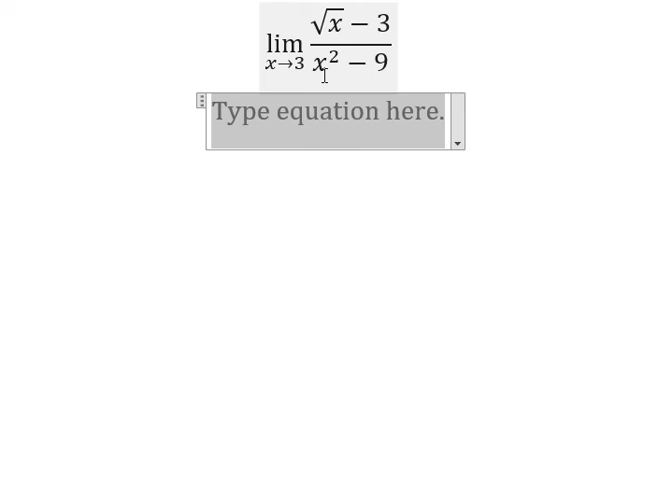 lim x→3 (√x − 3)/(x² − 9)
Type equation here.